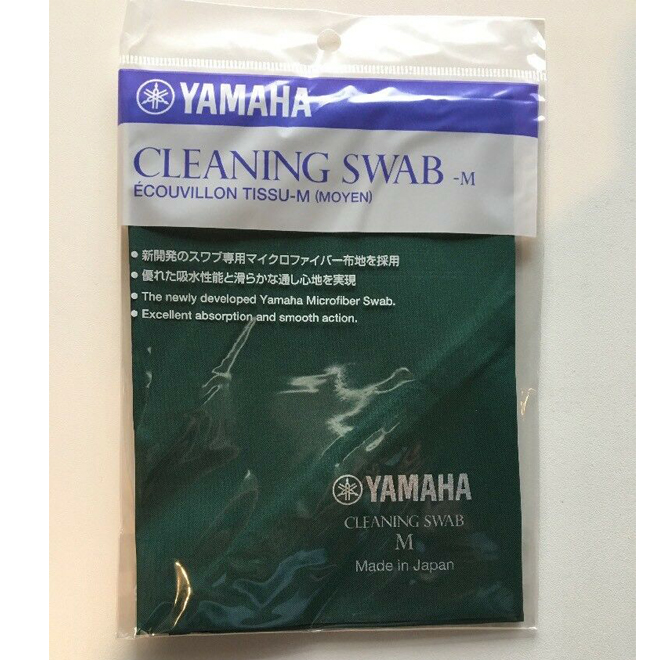 YAMAHA
CLEANING SWAB -M
ÉCOUVILLON TISSU-M (MOYEN)
● 新開発のスワブ専用マイクロファイバー布地を採用
● 優れた吸水性能と滑らかな通し心地を実現
● The newly developed Yamaha Microfiber Swab.
● Excellent absorption and smooth action.
YAMAHA
CLEANING SWAB
M
Made in Japan